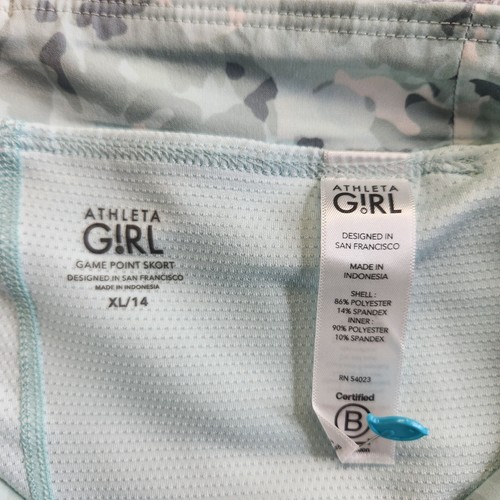 ATHLETA
G!RL
GAME POINT SKORT
DESIGNED IN SAN FRANCISCO
MADE IN INDONESIA
XL/14
ATHLETA
G!RL
DESIGNED IN
SAN FRANCISCO
MADE IN
INDONESIA
SHELL :
86% POLYESTER
14% SPANDEX
INNER :
90% POLYESTER
10% SPANDEX
RN 54023
Certified
B